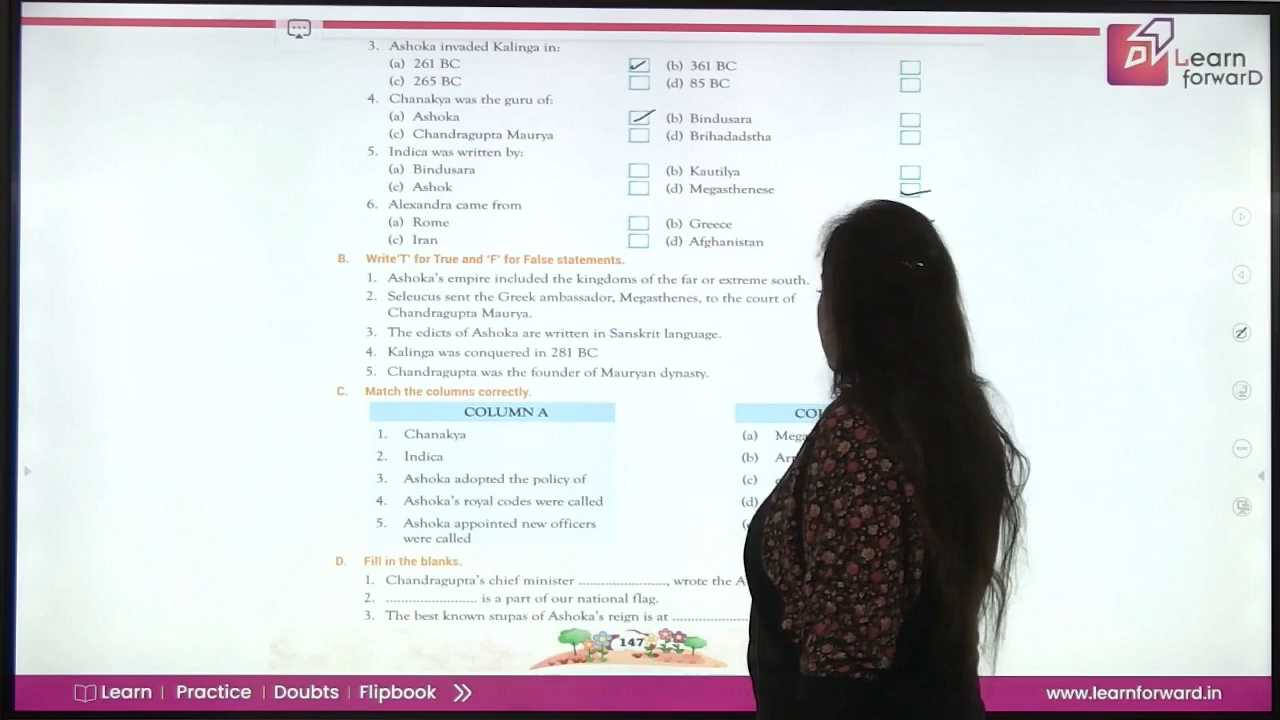 Learn
forwarD
3. Ashoka invaded Kalinga in:
(a) 261 BC (b) 361 BC
(c) 265 BC (d) 85 BC
4. Chanakya was the guru of:
(a) Ashoka (b) Bindusara
(c) Chandragupta Maurya (d) Brihadadstha
5. Indica was written by:
(a) Bindusara (b) Kautilya
(c) Ashok (d) Megasthenese
6. Alexandra came from
(a) Rome (b) Greece
(c) Iran (d) Afghanistan
B. Write'T' for True and 'F' for False statements.
1. Ashoka's empire included the kingdoms of the far or extreme south.
2. Seleucus sent the Greek ambassador, Megasthenes, to the court of
Chandragupta Maurya.
3. The edicts of Ashoka are written in Sanskrit language.
4. Kalinga was conquered in 281 BC
5. Chandragupta was the founder of Mauryan dynasty.
C. Match the columns correctly.
COLUMN A
1. Chanakya (a)
2. Indica (b)
3. Ashoka adopted the policy of (c)
4. Ashoka's royal codes were called (d)
5. Ashoka appointed new officers
were called
D. Fill in the blanks.
1. Chandragupta's chief minister ........................, wrote the
2. ........................ is a part of our national flag.
3. The best known stupas of Ashoka's reign is at ....................
147
Learn | Practice | Doubts | Flipbook www.learnforward.in